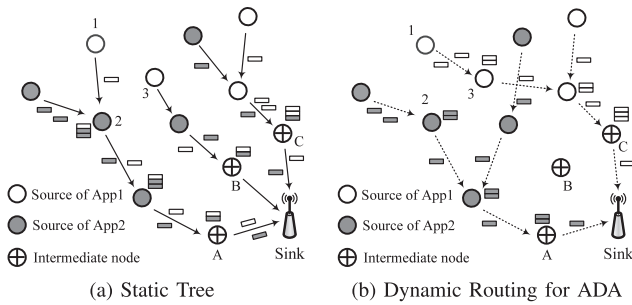 1
3
2
C
B
A
Source of App1
Source of App2
Intermediate node
Sink
(a) Static Tree
1
3
2
C
B
A
Source of App1
Source of App2
Intermediate node
Sink
(b) Dynamic Routing for ADA